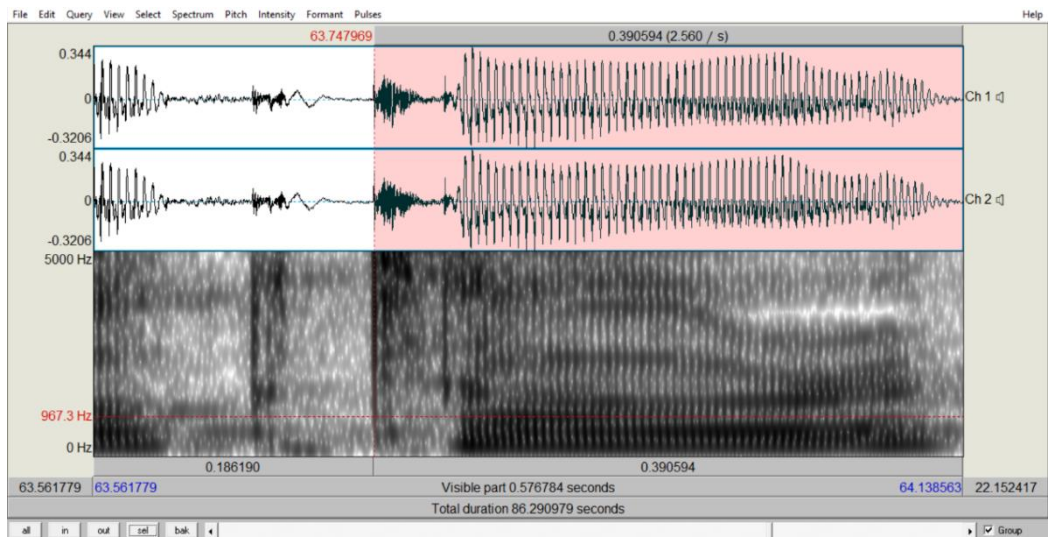 File Edit Query View Select Spectrum Pitch Intensity Formant Pulses Help
63.747969 0.390594 (2.560 / s)
0.344
0
-0.3206
Ch 1
0.344
0
-0.3206
Ch 2
5000 Hz
967.3 Hz
0 Hz
0.186190 0.390594
63.561779 63.561779 Visible part 0.576784 seconds 64.138563 22.152417
Total duration 86.290979 seconds
all in out sel bak Group